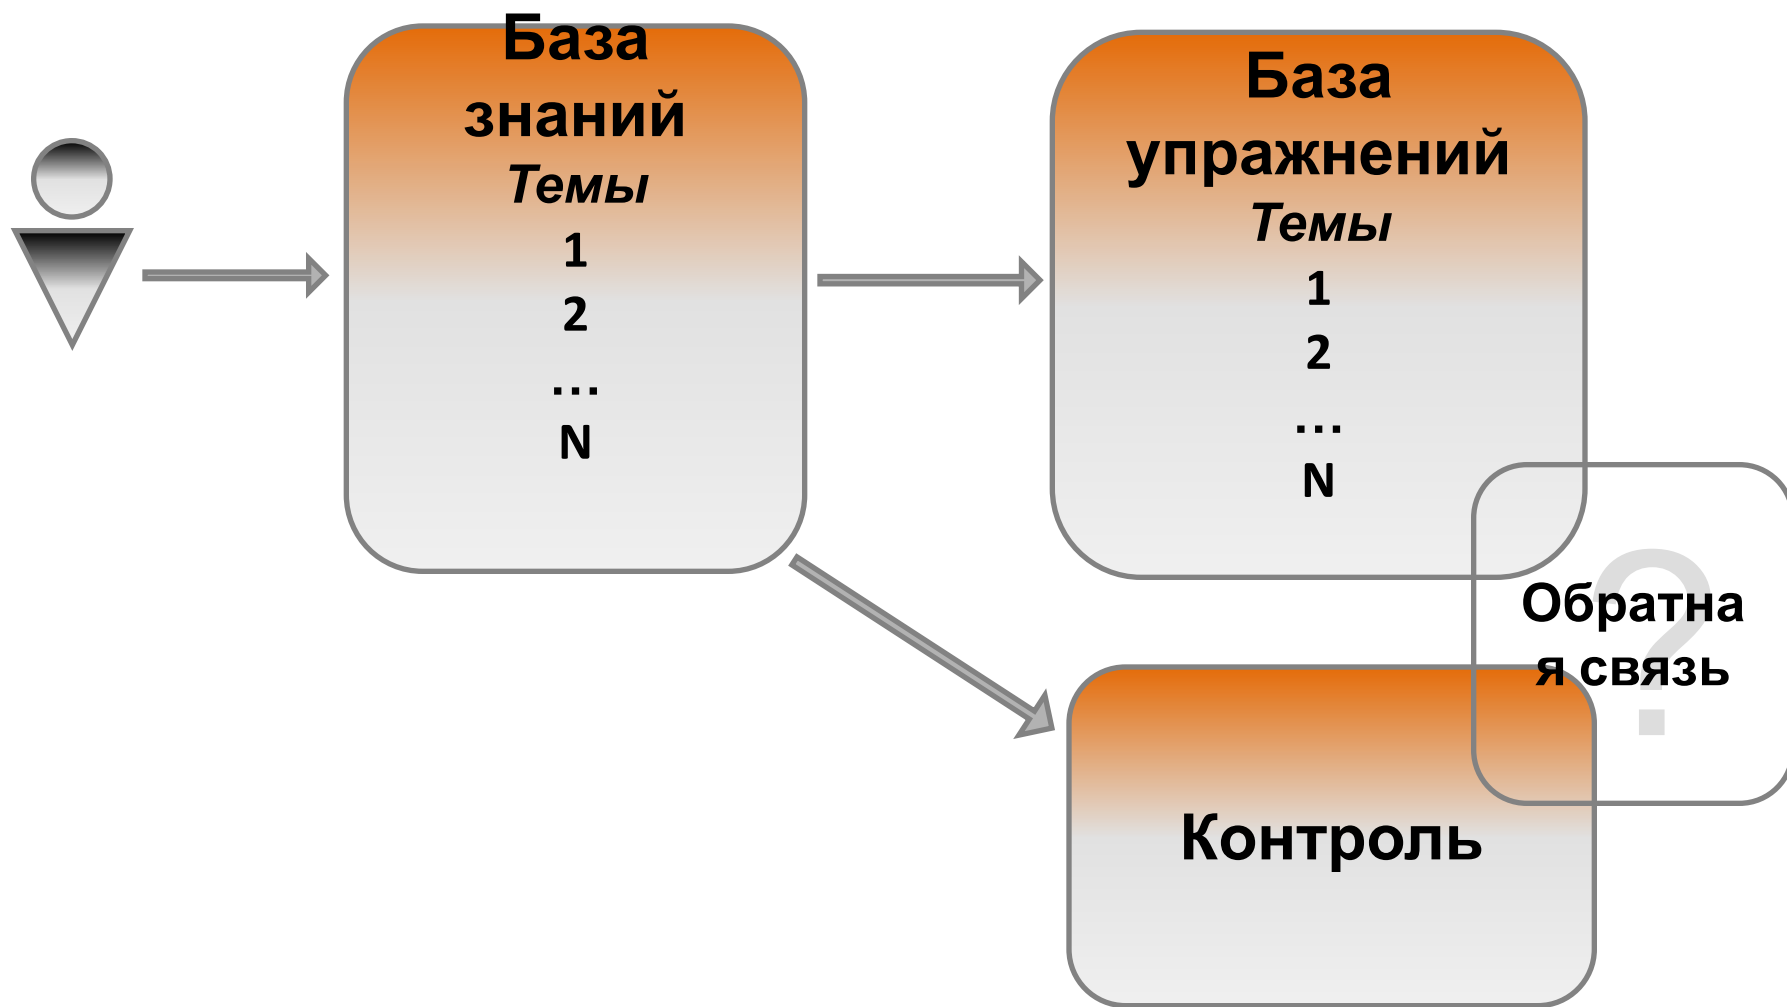 База
знаний
Темы
1
2
…
N
База
упражнений
Темы
1
2
…
N
?
Обратна
я связь
Контроль